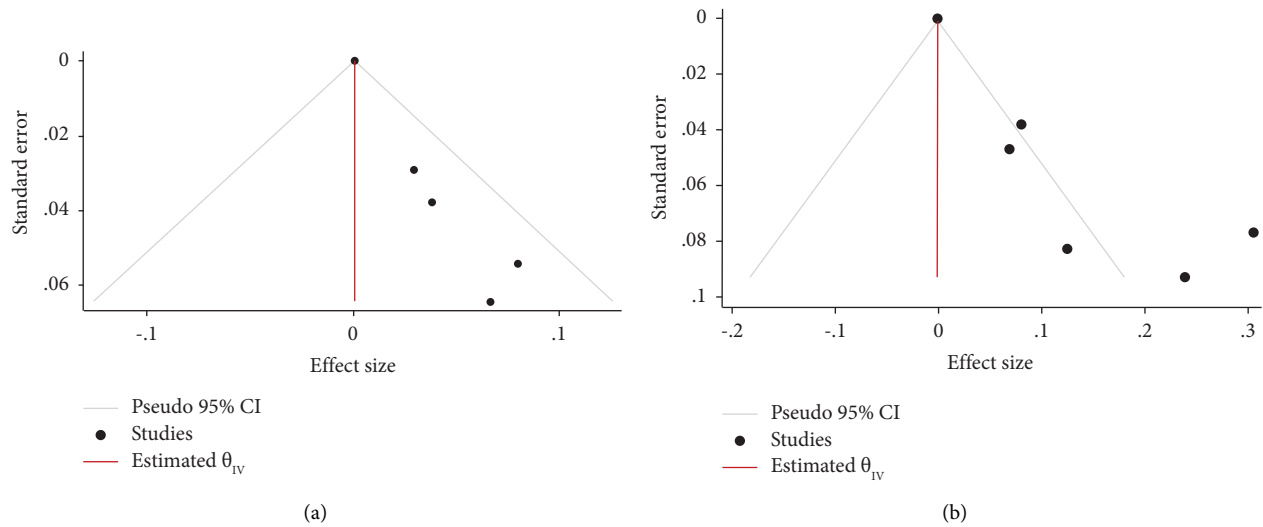 0
.02
.04
.06
Standard error
-.1
0
.1
Effect size
Pseudo 95% CI
Studies
Estimated θIV
(a)
0
.02
.04
.06
.08
.1
Standard error
-.2
-.1
0
.1
.2
.3
Effect size
Pseudo 95% CI
Studies
Estimated θIV
(b)